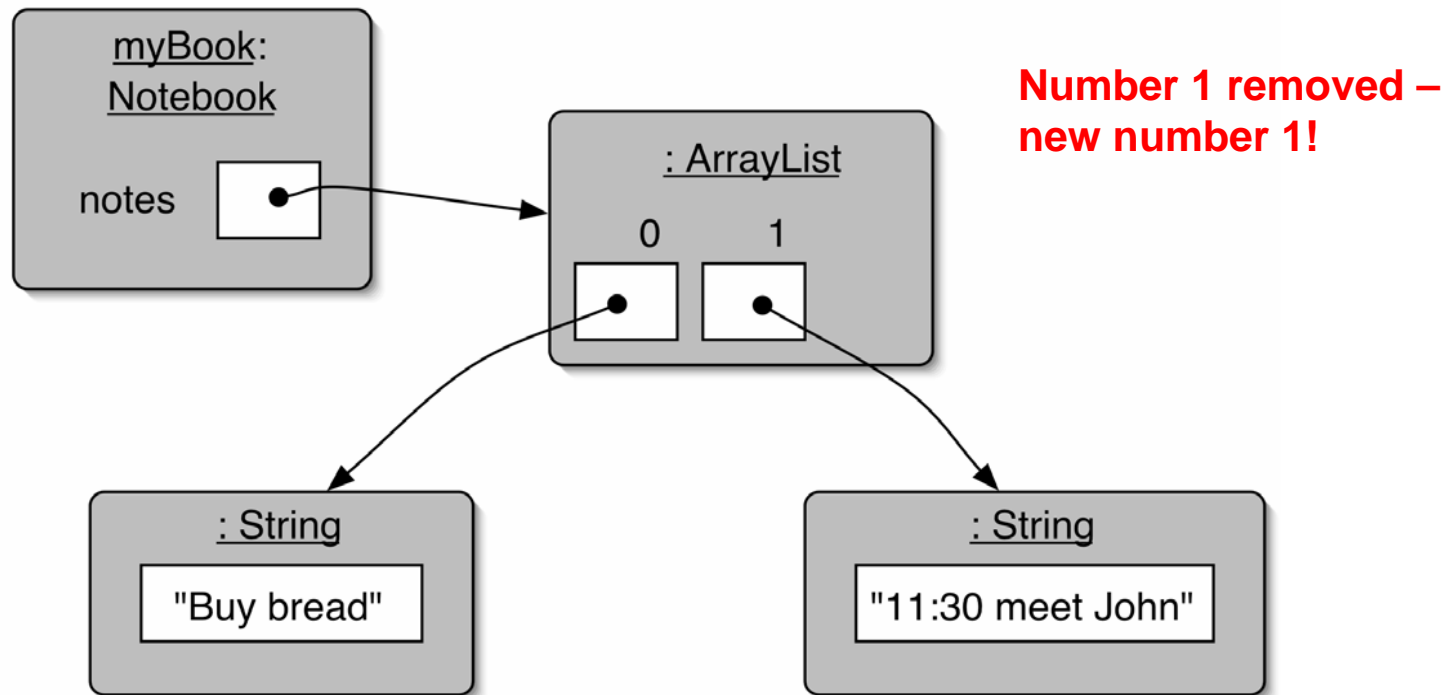 myBook:
Notebook
notes
Number 1 removed –
new number 1!
: ArrayList
0 1
: String
"Buy bread"
: String
"11:30 meet John"